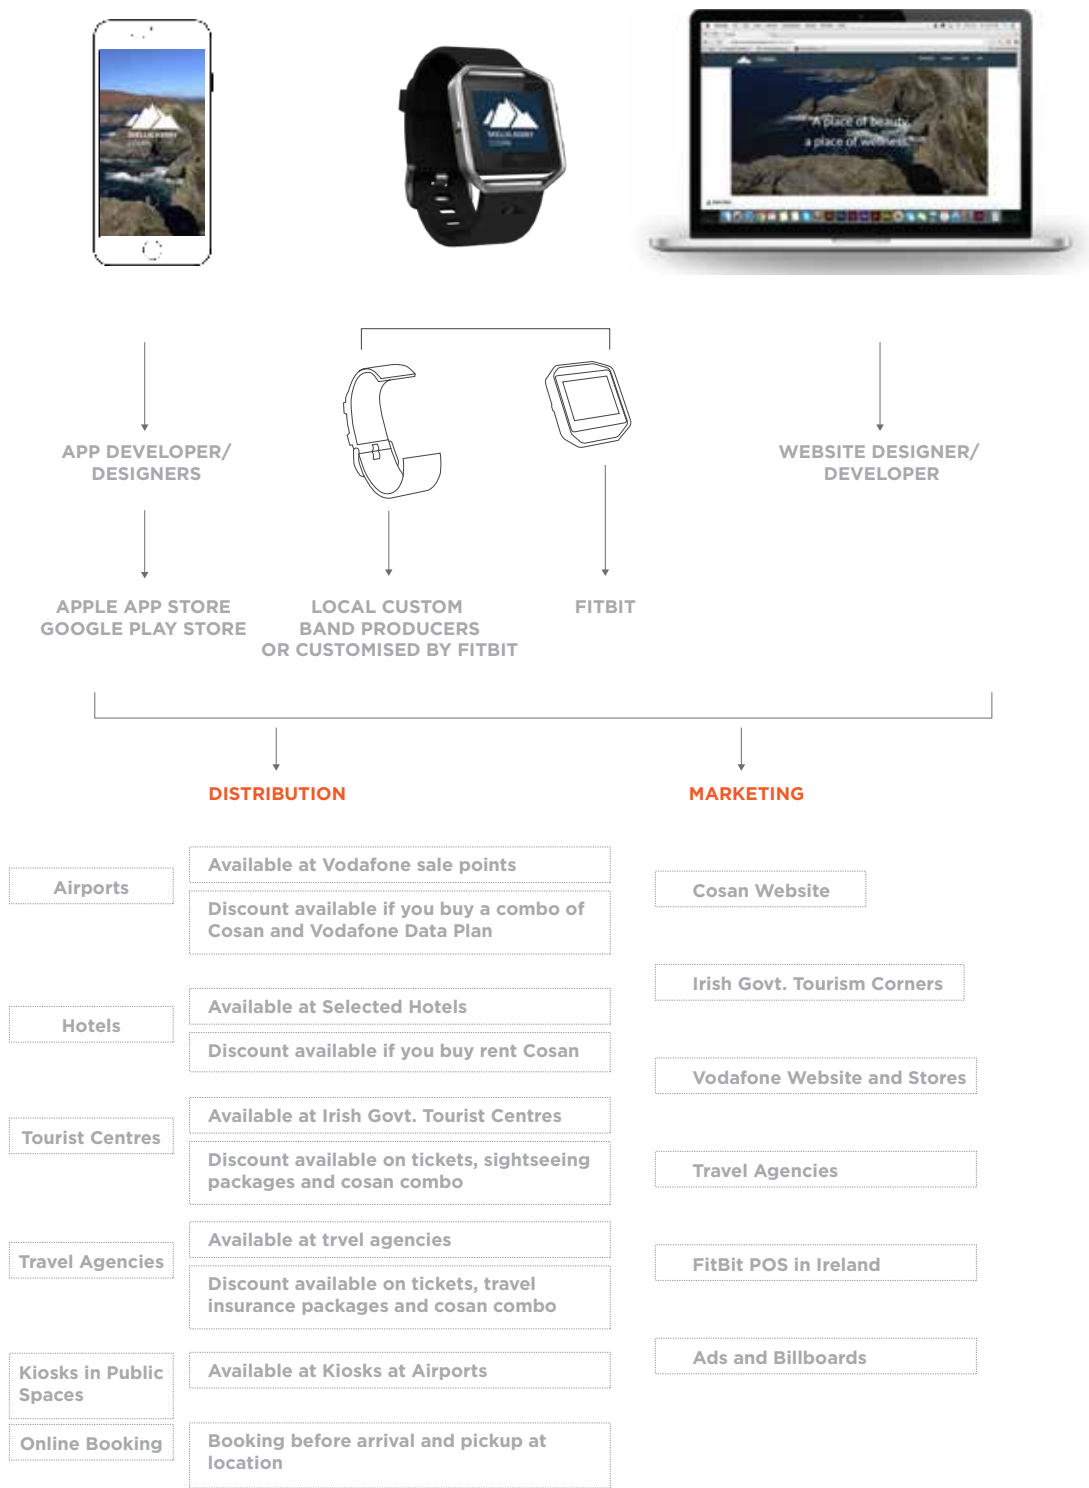 SKELLIG KERRY
COSÁN
SKELLIG KERRY
COSÁN
"A place of beauty,
a place of wellness."
APP DEVELOPER/
DESIGNERS
WEBSITE DESIGNER/
DEVELOPER
APPLE APP STORE
GOOGLE PLAY STORE
LOCAL CUSTOM
BAND PRODUCERS
OR CUSTOMISED BY FITBIT
FITBIT
DISTRIBUTION
MARKETING
Airports
Available at Vodafone sale points
Discount available if you buy a combo of
Cosan and Vodafone Data Plan
Hotels
Available at Selected Hotels
Discount available if you buy rent Cosan
Tourist Centres
Available at Irish Govt. Tourist Centres
Discount available on tickets, sightseeing
packages and cosan combo
Travel Agencies
Available at trvel agencies
Discount available on tickets, travel
insurance packages and cosan combo
Kiosks in Public
Spaces
Available at Kiosks at Airports
Online Booking
Booking before arrival and pickup at
location
Cosan Website
Irish Govt. Tourism Corners
Vodafone Website and Stores
Travel Agencies
FitBit POS in Ireland
Ads and Billboards